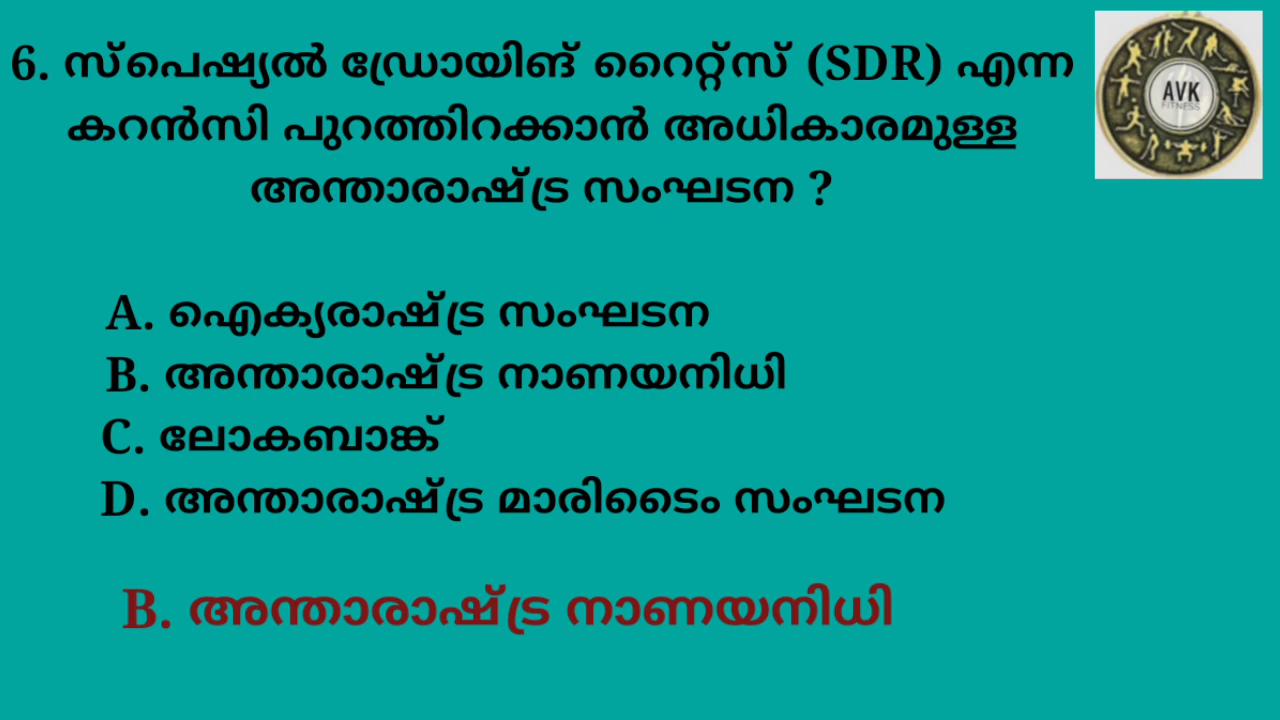 6. സ്പെഷ്യൽ ഡ്രോയിങ് റൈറ്റ്സ് (SDR) എന്ന
കറൻസി പുറത്തിറക്കാൻ അധികാരമുള്ള
അന്താരാഷ്ട്ര സംഘടന ?
AVK
FITNESS
A. ഐക്യരാഷ്ട്ര സംഘടന
B. അന്താരാഷ്ട്ര നാണയനിധി
C. ലോകബാങ്ക്
D. അന്താരാഷ്ട്ര മാരിടൈം സംഘടന
B. അന്താരാഷ്ട്ര നാണയനിധി